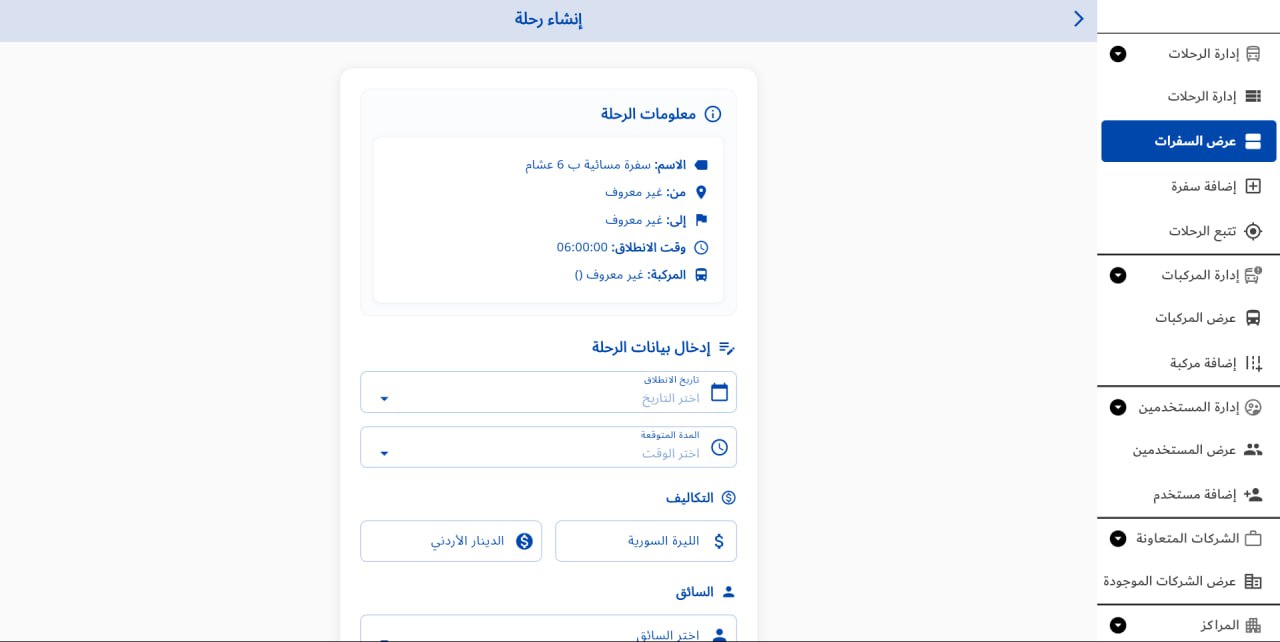 إنشاء رحلة
إدارة الرحلات
إدارة الرحلات
عرض السفرات
إضافة سفرة
تتبع الرحلات
إدارة المركبات
عرض المركبات
إضافة مركبة
إدارة المستخدمين
عرض المستخدمين
إضافة مستخدم
الشركات المتعاونة
عرض الشركات الموجودة
المراكز
معلومات الرحلة
الاسم: سفرة مسائية ب 6 عشام
من: غير معروف
إلى: غير معروف
وقت الانطلاق: 06:00:00
المركبة: غير معروف ()
إدخال بيانات الرحلة
تاريخ الانطلاق
اختر التاريخ
المدة المتوقعة
اختر الوقت
التكاليف
الليرة السورية
الدينار الأردني
السائق
اختر السائق